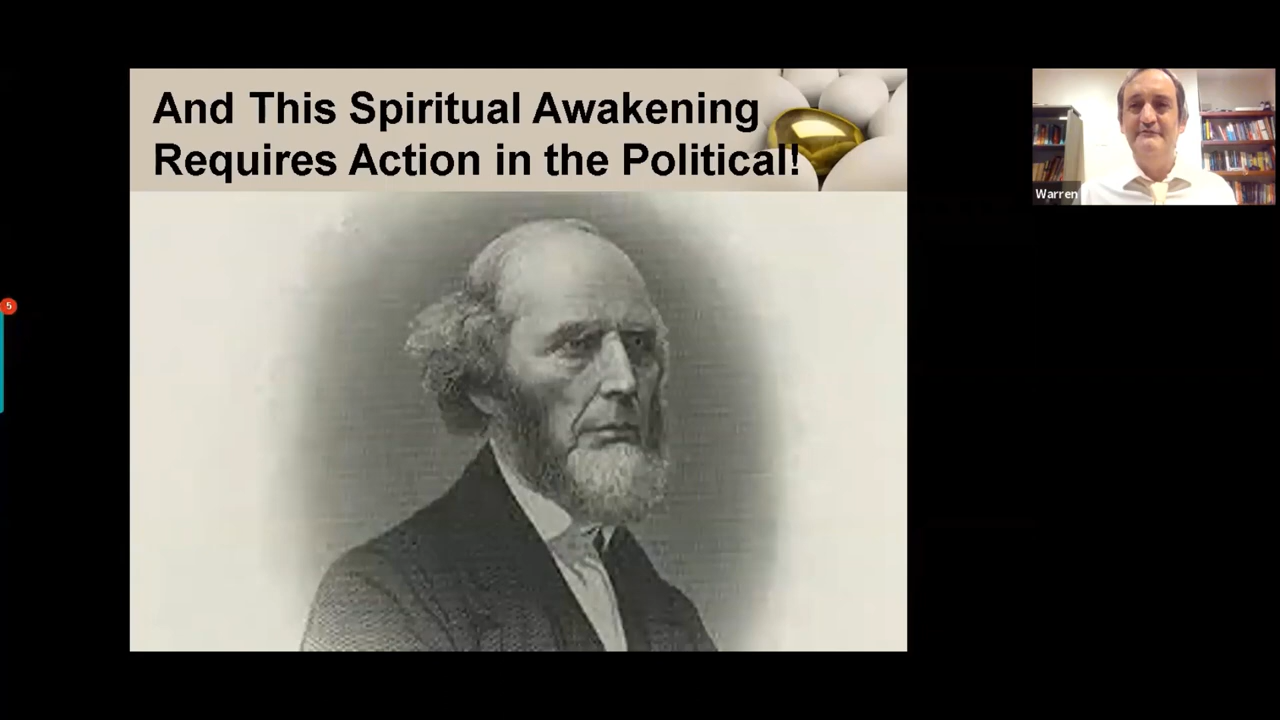 And This Spiritual Awakening
Requires Action in the Political!
Warren
5